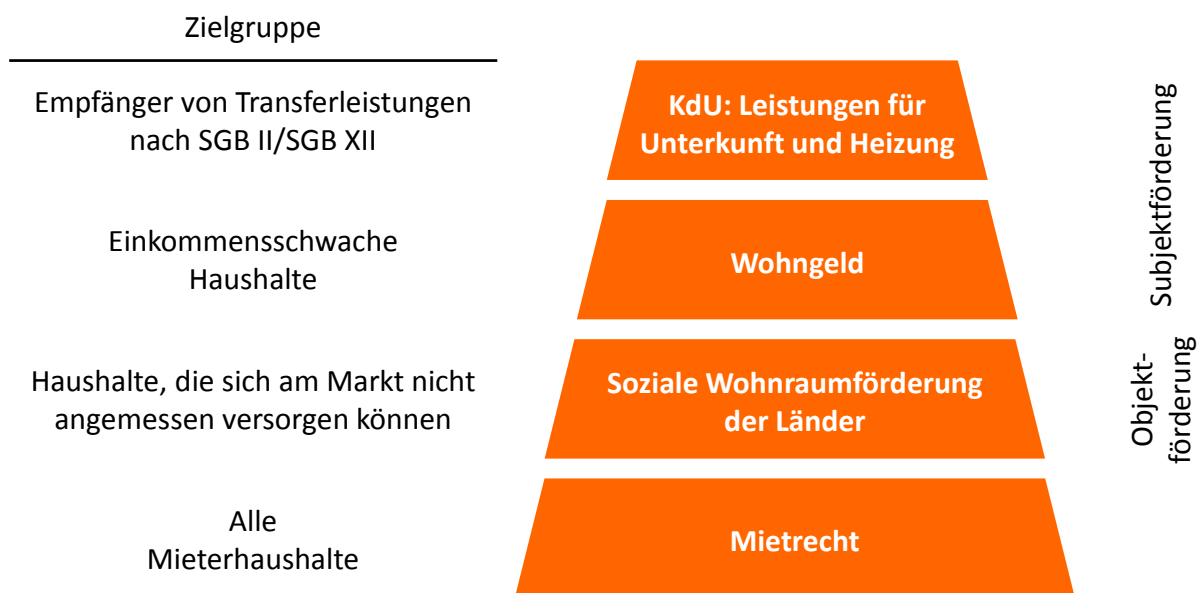 Zielgruppe
Empfänger von Transferleistungen
nach SGB II/SGB XII
KdU: Leistungen für
Unterkunft und Heizung
Einkommensschwache
Haushalte
Wohngeld
Subjektförderung
Haushalte, die sich am Markt nicht
angemessen versorgen können
Soziale Wohnraumförderung
der Länder
Objekt-
förderung
Alle
Mieterhaushalte
Mietrecht